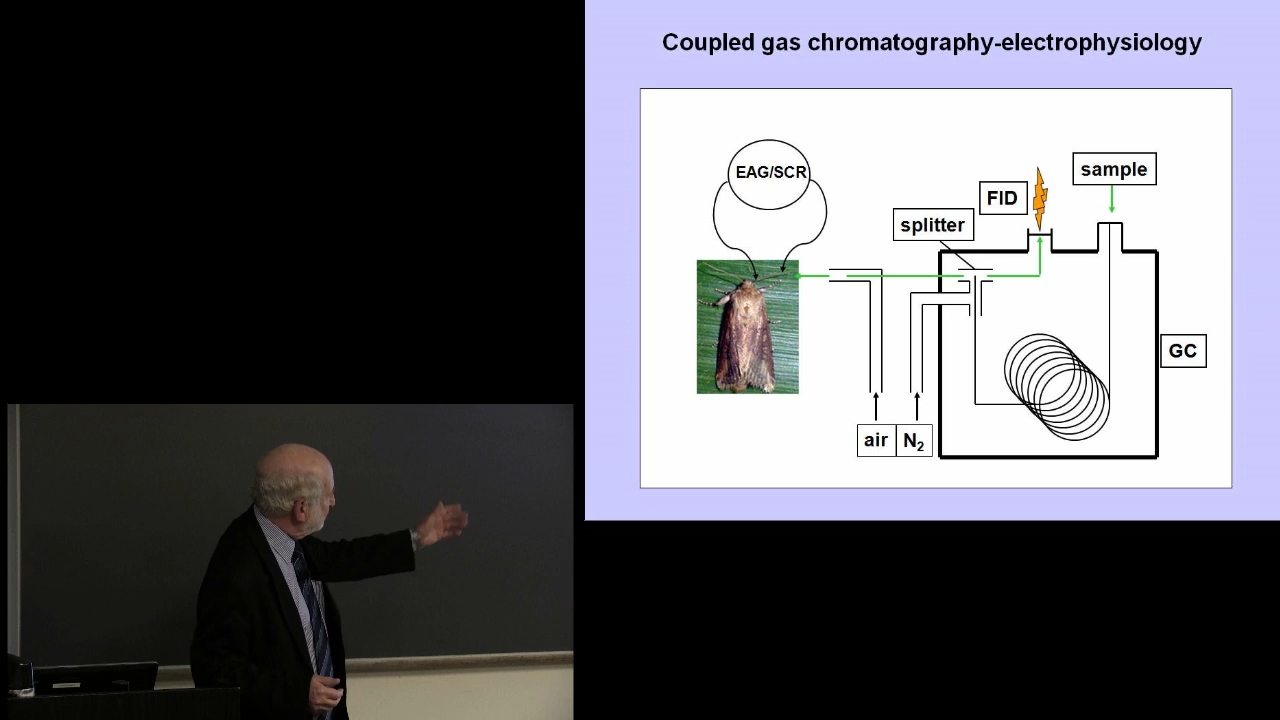 Coupled gas chromatography-electrophysiology
EAG/SCR
sample
FID
splitter
GC
air
N₂